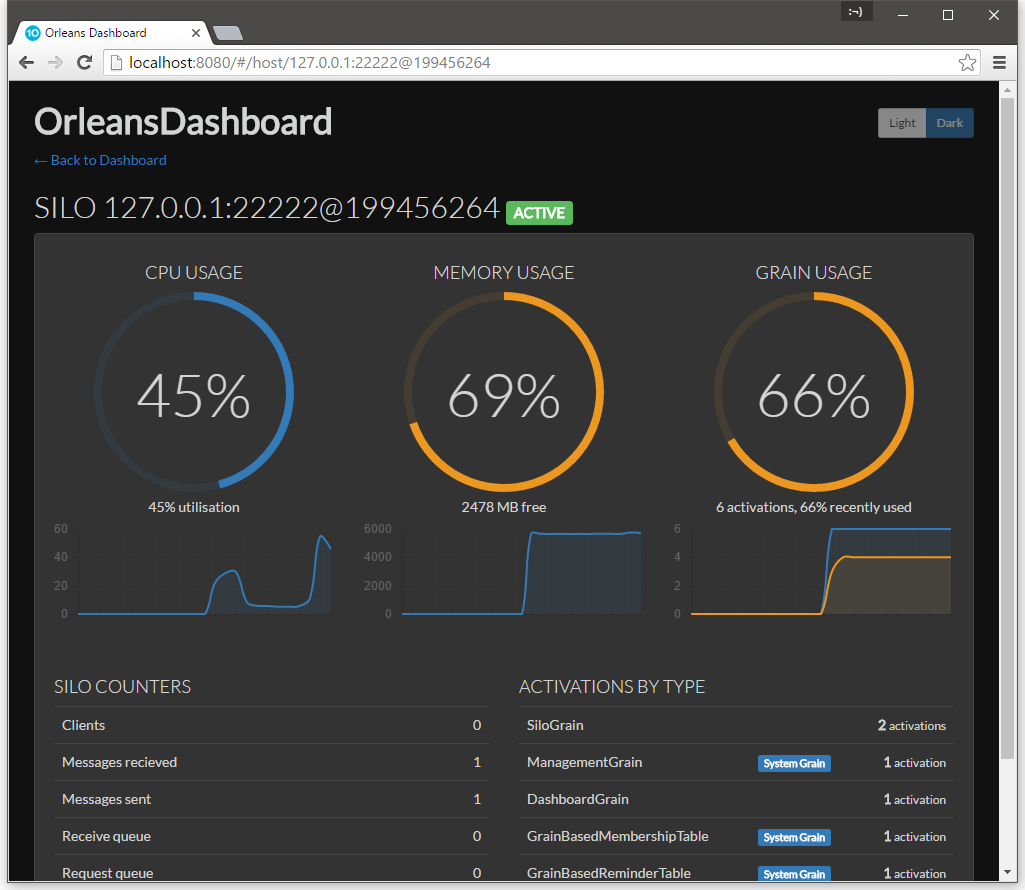 :¬)
10 Orleans Dashboard
localhost:8080/#/host/127.0.0.1:22222@199456264
OrleansDashboard
Light Dark
← Back to Dashboard
SILO 127.0.0.1:22222@199456264 ACTIVE
CPU USAGE MEMORY USAGE GRAIN USAGE
45% 69% 66%
45% utilisation 2478 MB free 6 activations, 66% recently used
60 6000 6
40 4000 4
20 2000 2
0 0 0
SILO COUNTERS ACTIVATIONS BY TYPE
Clients 0 SiloGrain 2 activations
Messages recieved 1 ManagementGrain System Grain 1 activation
Messages sent 1 DashboardGrain 1 activation
Receive queue 0 GrainBasedMembershipTable System Grain 1 activation
Request queue 0 GrainBasedReminderTable System Grain 1 activation